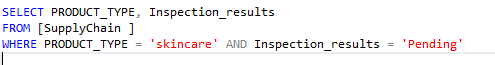 SELECT PRODUCT_TYPE, Inspection_results
FROM [SupplyChain ]
WHERE PRODUCT_TYPE = 'skincare' AND Inspection_results = 'Pending'